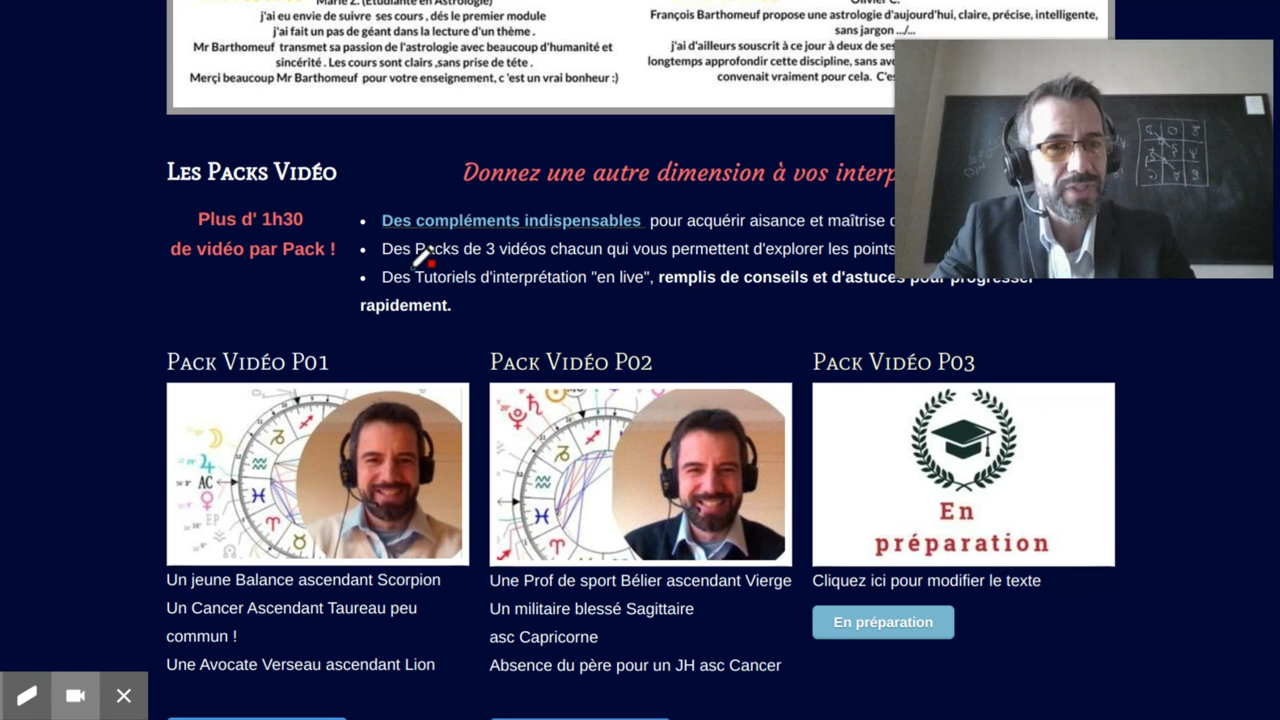 Marie Z. (Etudiante en Astrologie)
j'ai eu envie de suivre ses cours , dés le premier module
j'ai fait un pas de géant dans la lecture d'un thème .
Mr Barthomeuf transmet sa passion de l'astrologie avec beaucoup d'humanité et
sincérité . Les cours sont clairs ,sans prise de téte .
Merçi beaucoup Mr Barthomeuf pour votre enseignement, c 'est un vrai bonheur :)
Olivier C.
François Barthomeuf propose une astrologie d'aujourd'hui, claire, précise, intelligente,
sans jargon .../...
j'ai d'ailleurs souscrit à ce jour à deux de ses
longtemps approfondir cette discipline, sans
convenait vraiment pour cela.
Les Packs Vidéo
Plus d' 1h30
de vidéo par Pack !
Donnez une autre dimension à vos
Des compléments indispensables pour acquérir aisance et maîtrise
Des Packs de 3 vidéos chacun qui vous permettent d'explorer les points
Des Tutoriels d'interprétation "en live", remplis de conseils et d'astuces pour progresser
rapidement.
Pack Vidéo P01
AC
Un jeune Balance ascendant Scorpion
Un Cancer Ascendant Taureau peu
commun !
Une Avocate Verseau ascendant Lion
Pack Vidéo P02
Une Prof de sport Bélier ascendant Vierge
Un militaire blessé Sagittaire
asc Capricorne
Absence du père pour un JH asc Cancer
Pack Vidéo P03
En
préparation
Cliquez ici pour modifier le texte
En préparation